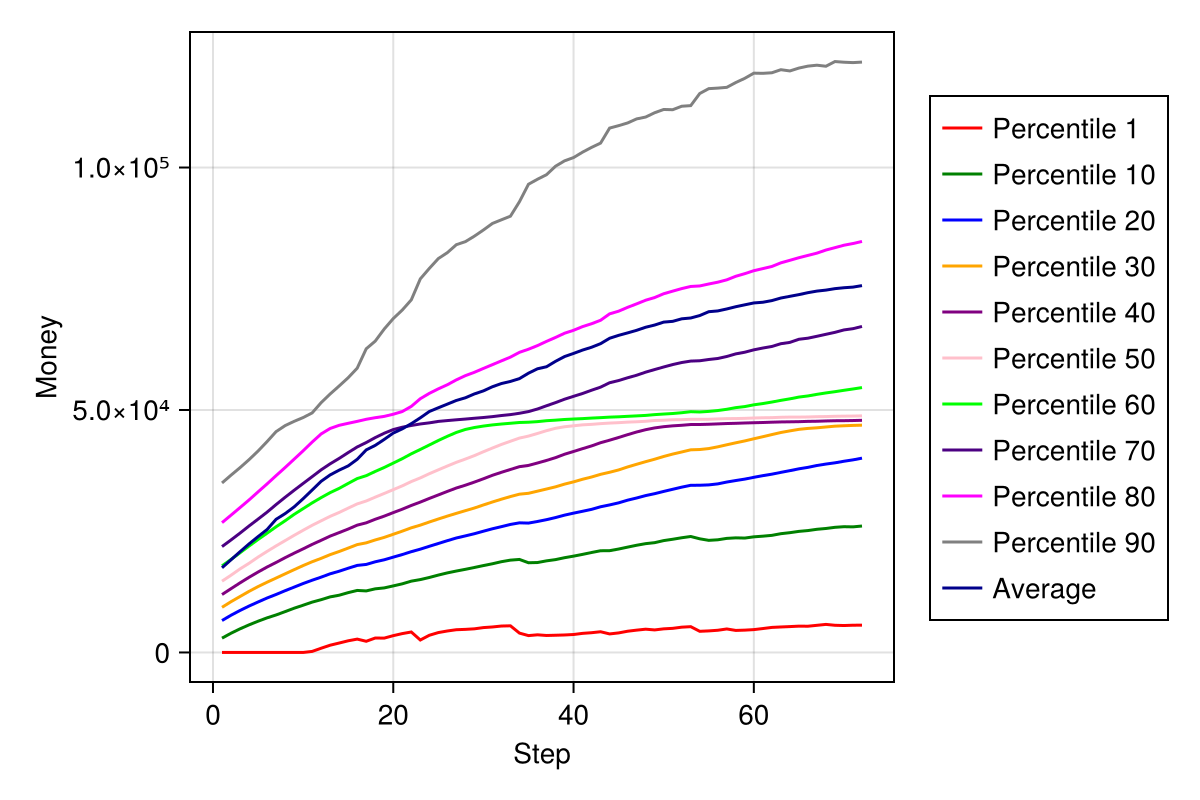 1.0×10⁵
5.0×10⁴
0
Money
0 20 40 60
Step
Percentile 1
Percentile 10
Percentile 20
Percentile 30
Percentile 40
Percentile 50
Percentile 60
Percentile 70
Percentile 80
Percentile 90
Average